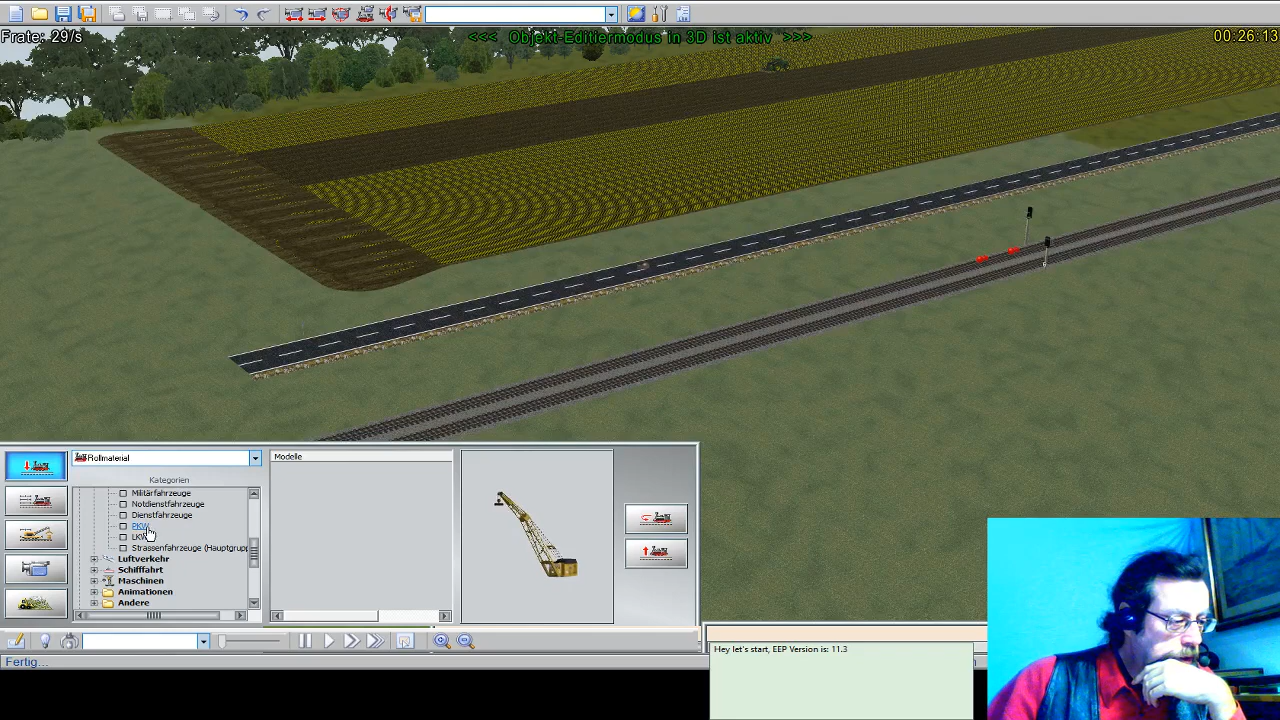 Frate: 29/s
<<< Objekt-Editiermodus in 3D ist aktiv >>>
00:26:13
Rollmaterial
Kategorien
Militärfahrzeuge
Notdienstfahrzeuge
Dienstfahrzeuge
PKW
LKW
Strassenfahrzeuge (Hauptgrupp
Luftverkehr
Schifffahrt
Maschinen
Animationen
Andere
Modelle
Hey let's start, EEP Version is: 11.3
Fertig...